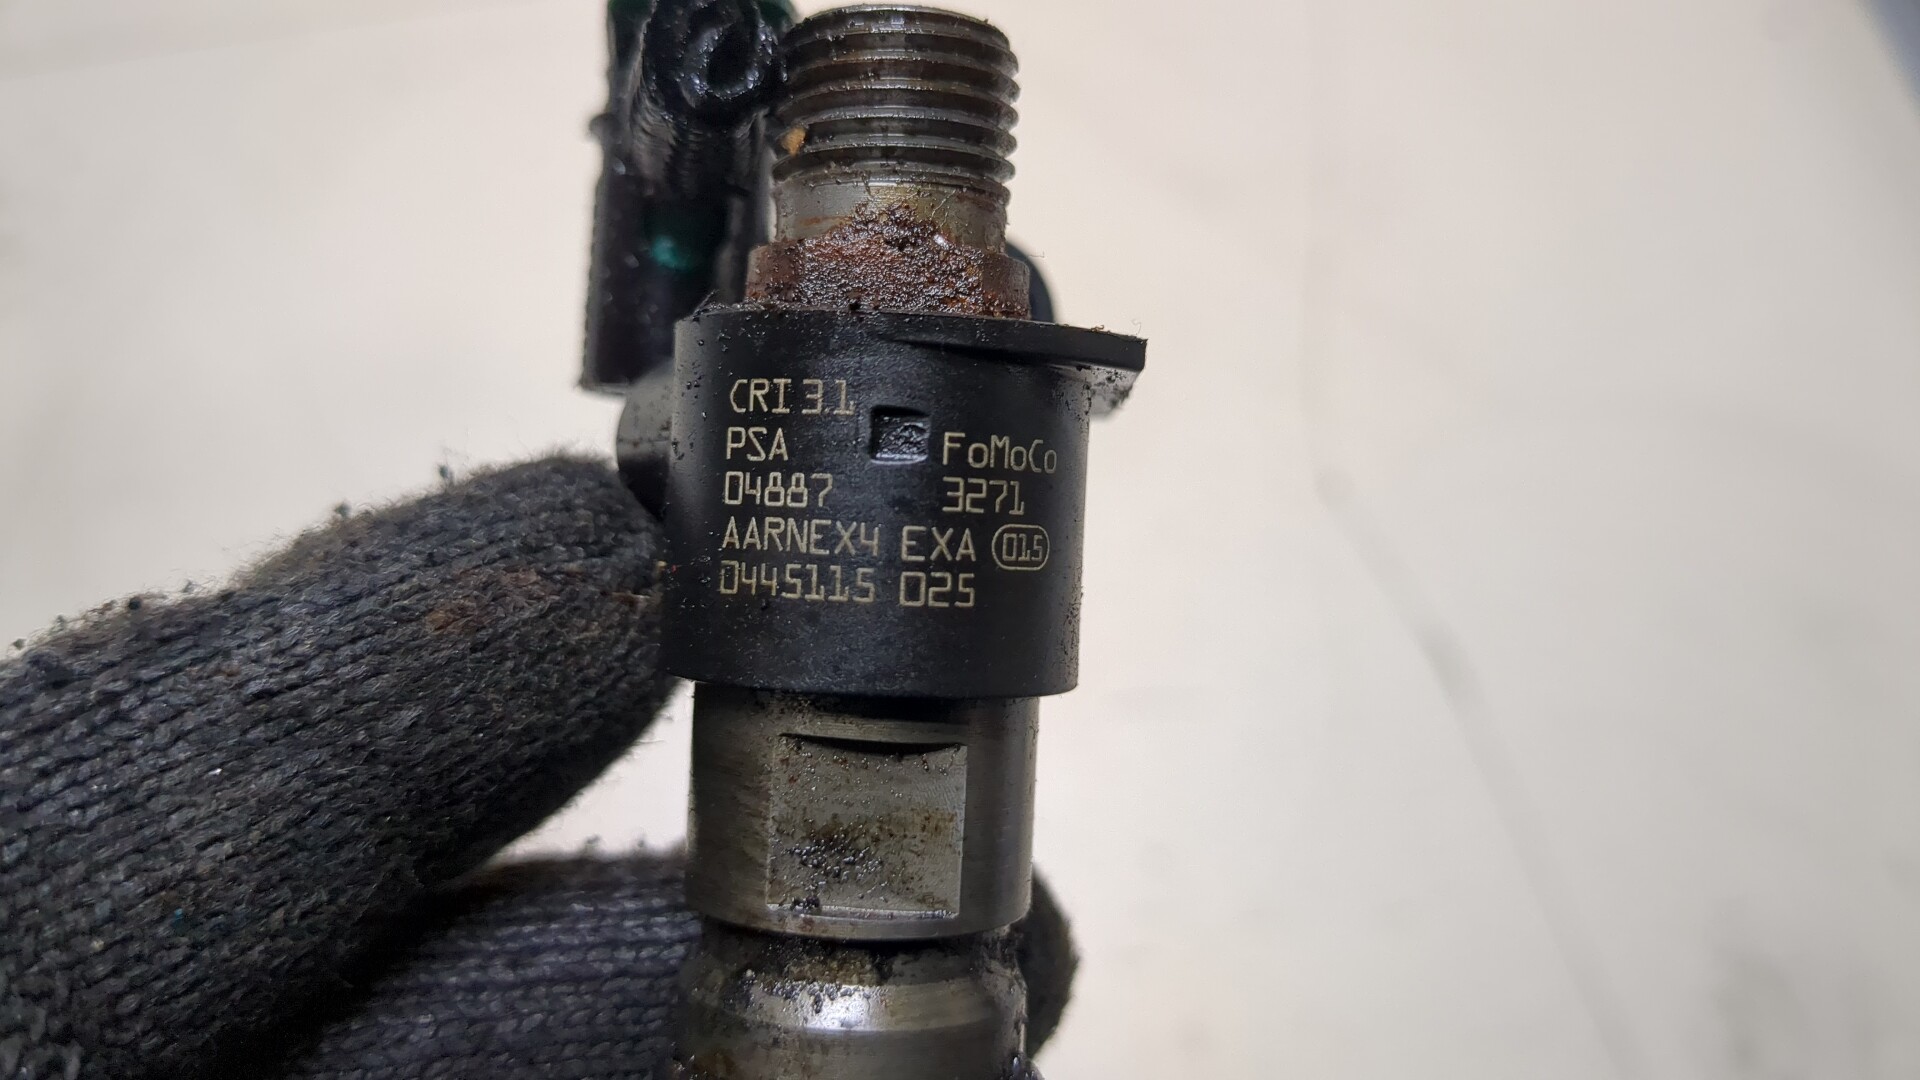 CRI 3.1
PSA FoMoCo
04887 3271
AARNEX4 EXA 015
0445115 025